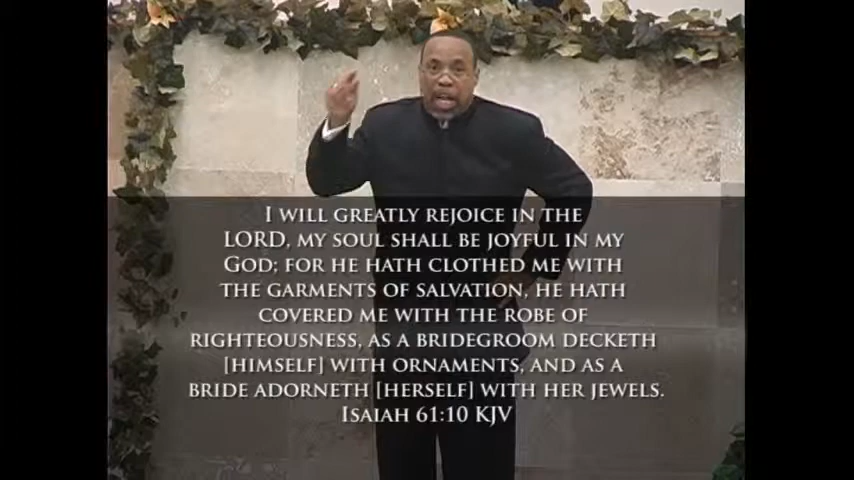 I WILL GREATLY REJOICE IN THE
LORD, MY SOUL SHALL BE JOYFUL IN MY
GOD; FOR HE HATH CLOTHED ME WITH
THE GARMENTS OF SALVATION, HE HATH
COVERED ME WITH THE ROBE OF
RIGHTEOUSNESS, AS A BRIDEGROOM DECKETH
[HIMSELF] WITH ORNAMENTS, AND AS A
BRIDE ADORNETH [HERSELF] WITH HER JEWELS.
ISAIAH 61:10 KJV